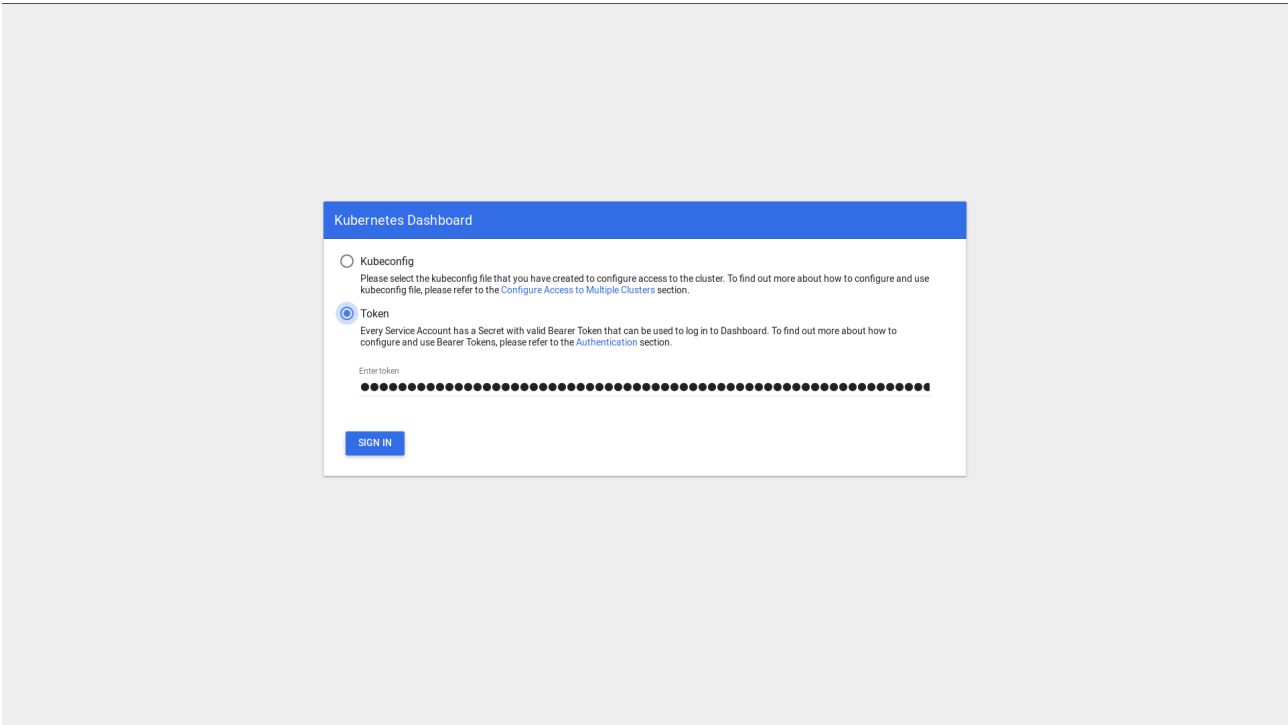 Kubernetes Dashboard
Kubeconfig
Please select the kubeconfig file that you have created to configure access to the cluster. To find out more about how to configure and use
kubeconfig file, please refer to the Configure Access to Multiple Clusters section.
Token
Every Service Account has a Secret with valid Bearer Token that can be used to log in to Dashboard. To find out more about how to
configure and use Bearer Tokens, please refer to the Authentication section.
Enter token
SIGN IN